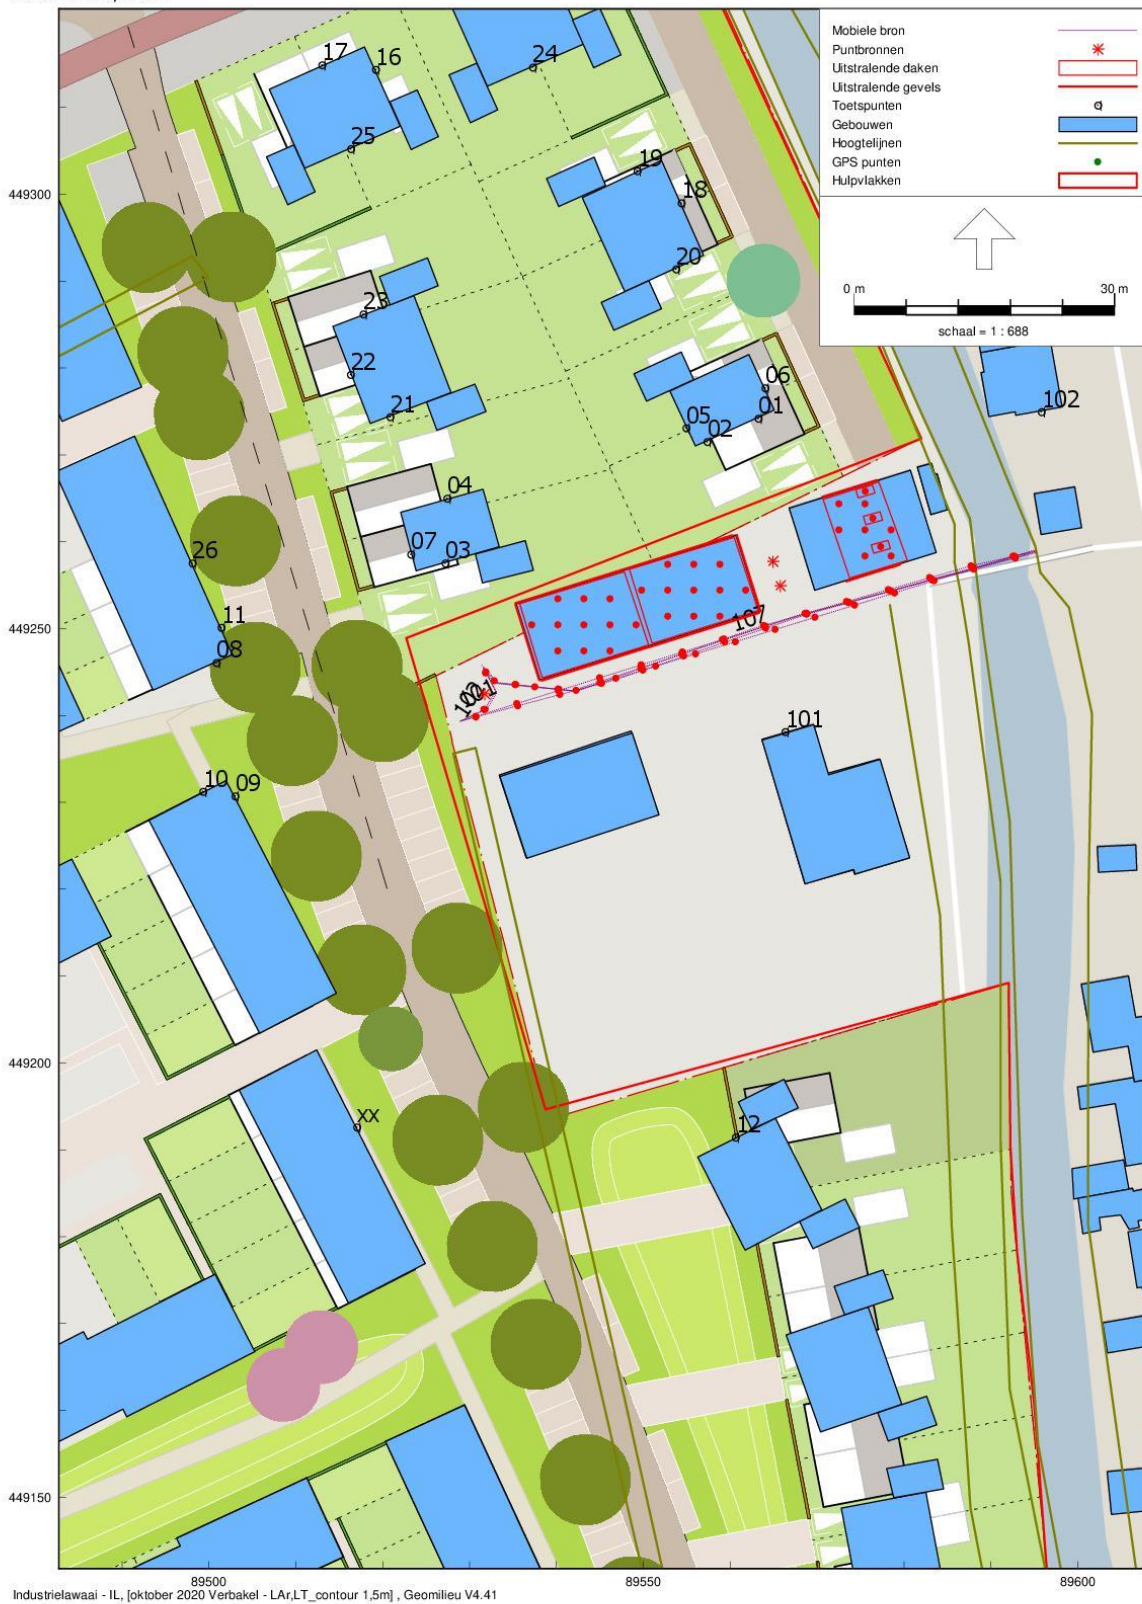 Mobiele bron
Puntbronnen
Uitstralende daken
Uitstralende gevels
Toetspunten
Gebouwen
Hoogtelijnen
GPS punten
Hulpvlakken
0 m 30 m
schaal = 1 : 688
17
16
24
25
19
18
20
449300
23
22
21
06
01
05
02
102
04
07
03
26
11
08
449250
107
101
10
09
449200
12
xx
449150
89500 89550 89600
Industrielawaai - IL, [oktober 2020 Verbakel - LAr,LT_contour 1,5m] , Geomilieu V4.41